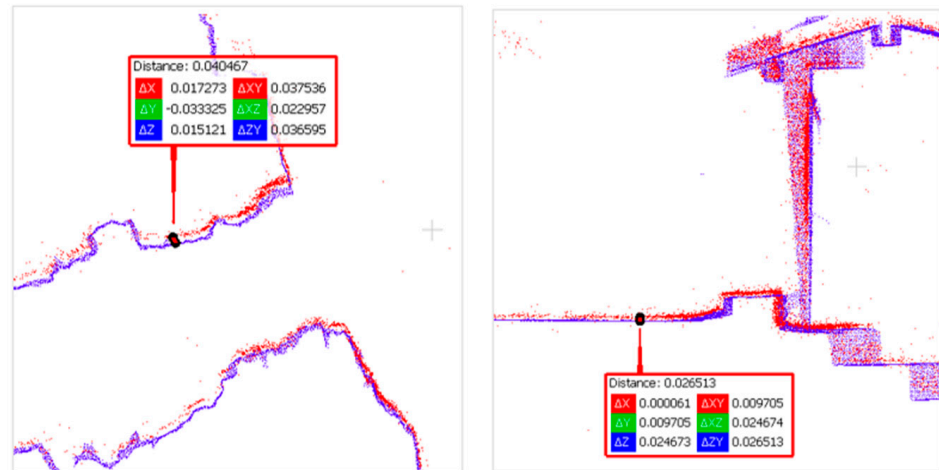 Distance: 0.040467
ΔX 0.017273 ΔXY 0.037536
ΔY -0.033325 ΔXZ 0.022957
ΔZ 0.015121 ΔZY 0.036595
Distance: 0.026513
ΔX 0.000061 ΔXY 0.009705
ΔY 0.009705 ΔXZ 0.024674
ΔZ 0.024673 ΔZY 0.026513